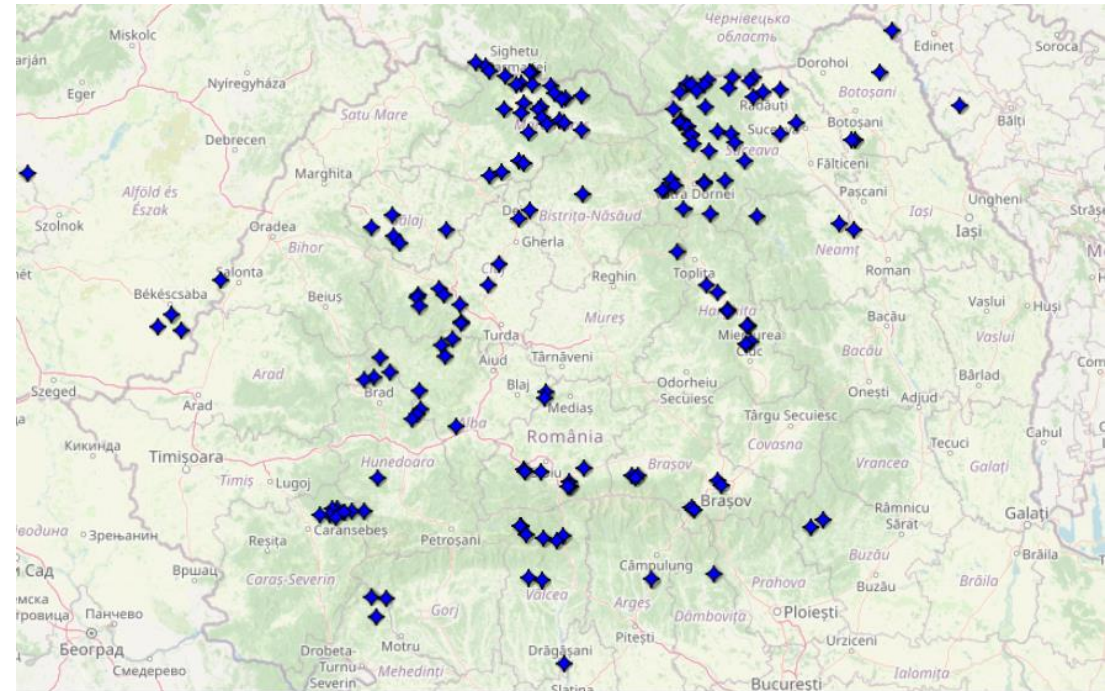 Miskolc
Чернівецька
область
Sighetu
Edineț
Soroca
Dorohoi
Eger
Nyíregyháza
Satu Mare
Botoșani
Rădăuți
Botoșani
Bălți
Debrecen
Suceava
Fălticeni
Marghita
Alföld és
Észak
Pașcani
Ungheni
Szolnok
Oradea
Bistrița-Năsăud
Iași
Iași
Bihor
Gherla
Neamț
Salonta
Reghin
Toplița
Roman
Békéscsaba
Beiuș
Mureș
Vaslui
Huși
Turda
Bacău
Vaslui
Aiud
Târnăveni
Ciuc
Bacău
Arad
Odorheiu
Secuiesc
Bârlad
Szeged
Brad
Blaj
Onești
Adjud
Arad
Mediaș
Târgu Secuiesc
Alba
Cahul
Кикинда
România
Covasna
Tecuci
Timișoara
Hunedoara
Brașov
Vrancea
Galați
Timiș
Lugoj
Brașov
Râmnicu
Sărat
Galați
Зрењанин
Reșița
Caransebeș
Petroșani
Buzău
Brăila
Вршац
Câmpulung
Caraș-Severin
Vâlcea
Argeș
Prahova
Buzău
Brăila
Панчево
Gorj
Dâmbovița
Ploiești
Београд
Motru
Pitești
Urziceni
Drobeta-
Turnu
Severin
Mehedinți
Drăgășani
Смедерево
Slatina
București
Ialomița